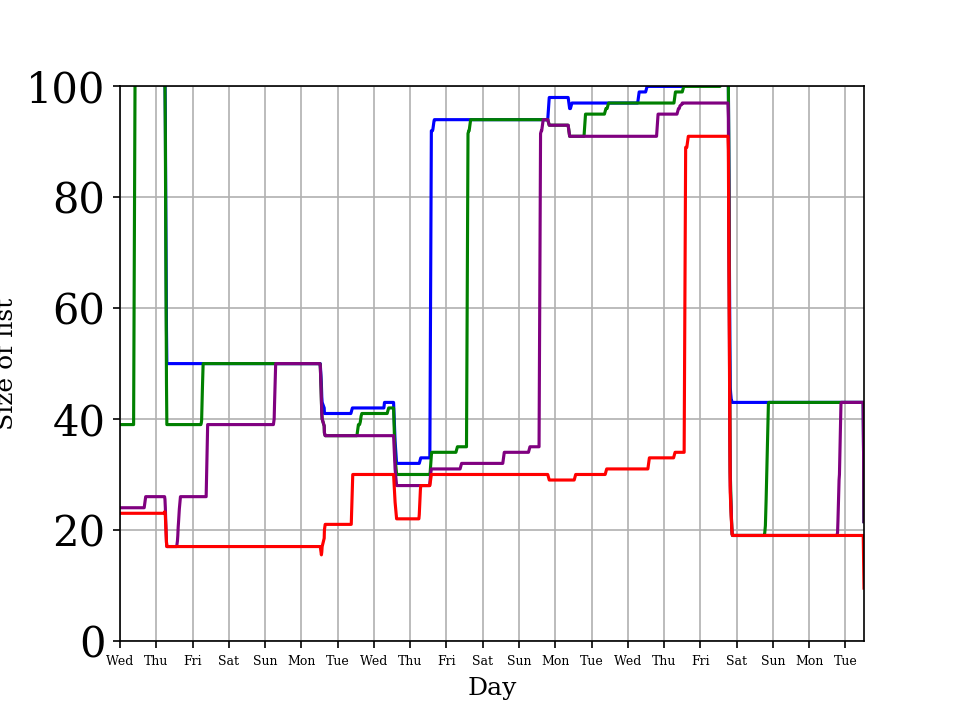 100
80
60
40
20
0
Size of list
Wed Thu Fri Sat Sun Mon Tue Wed Thu Fri Sat Sun Mon Tue Wed Thu Fri Sat Sun Mon Tue
Day